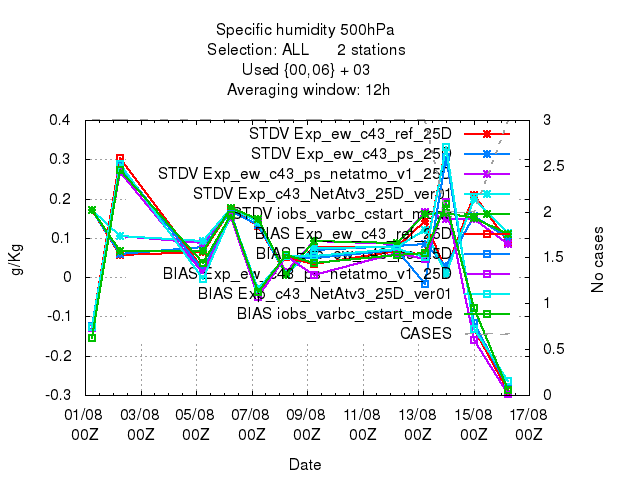 Specific humidity 500hPa
Selection: ALL 2 stations
Used {00,06} + 03
Averaging window: 12h
0.4
0.3
0.2
0.1
0
-0.1
-0.2
-0.3
g/Kg
3
2.5
2
1.5
1
0.5
0
No cases
STDV Exp_ew_c43_ref_25D
STDV Exp_ew_c43_ps_25D
STDV Exp_ew_c43_ps_netatmo_v1_25D
STDV Exp_c43_NetAtv3_25D_ver01
STDV iobs_varbc_cstart_mode
BIAS Exp_ew_c43_ref_25D
BIAS Exp_ew_c43_ps_25D
BIAS Exp_ew_c43_ps_netatmo_v1_25D
BIAS Exp_c43_NetAtv3_25D_ver01
BIAS iobs_varbc_cstart_mode
CASES
01/08 03/08 05/08 07/08 09/08 11/08 13/08 15/08 17/08
00Z 00Z 00Z 00Z 00Z 00Z 00Z 00Z 00Z
Date